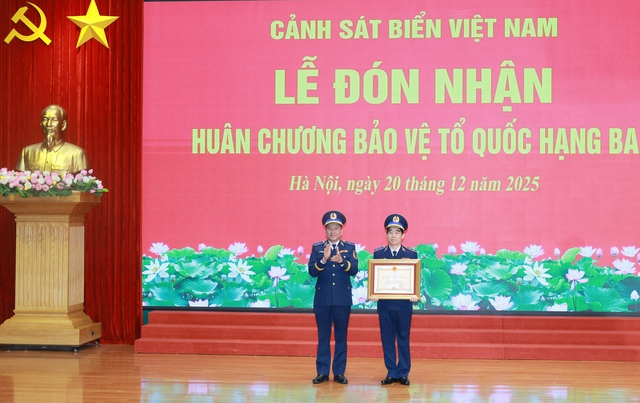 CẢNH SÁT BIỂN VIỆT NAM
LỄ ĐÓN NHẬN
HUÂN CHƯƠNG BẢO VỆ TỔ QUỐC HẠNG BA
Hà Nội, ngày 20 tháng 12 năm 2025